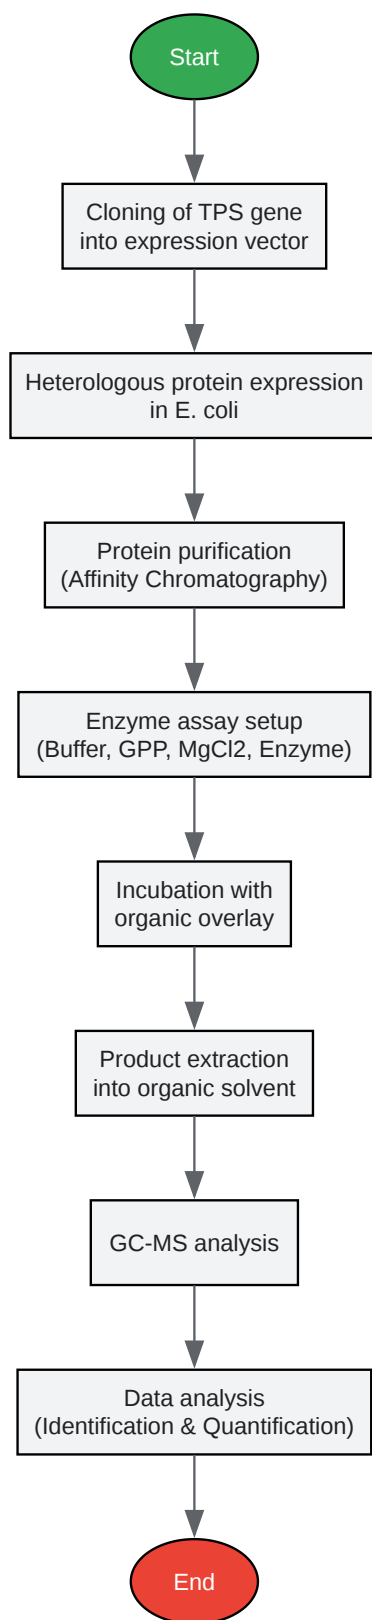 Start
Cloning of TPS gene
into expression vector
Heterologous protein expression
in E. coli
Protein purification
(Affinity Chromatography)
Enzyme assay setup
(Buffer, GPP, MgCl2, Enzyme)
Incubation with
organic overlay
Product extraction
into organic solvent
GC-MS analysis
Data analysis
(Identification & Quantification)
End